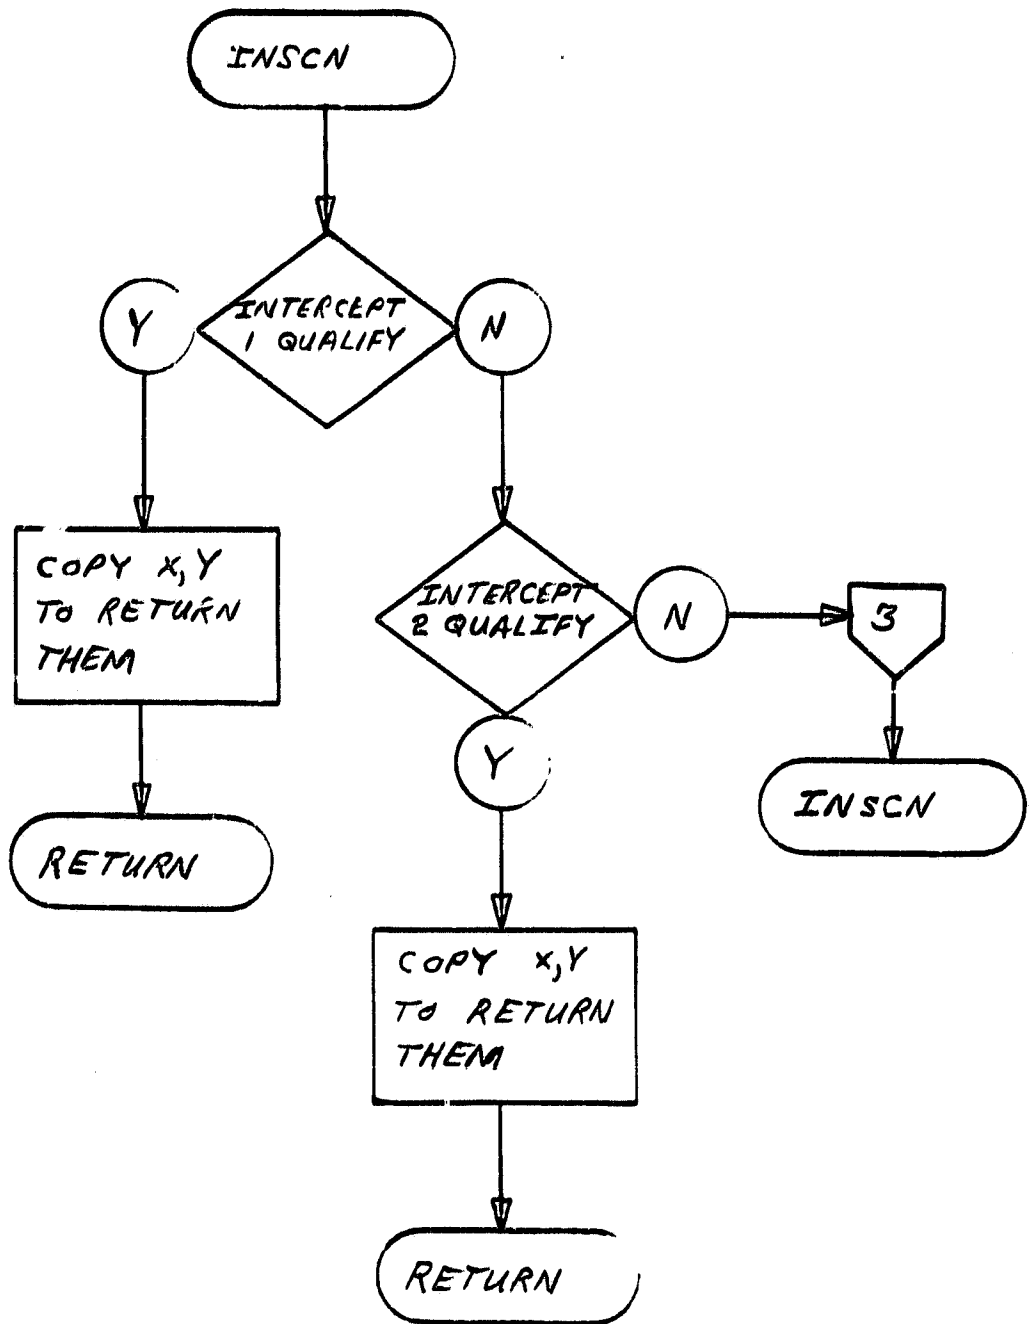 INSCN
Y
INTERCEPT
1 QUALIFY
N
COPY X,Y
TO RETURN
THEM
INTERCEPT
2 QUALIFY
N
3
Y
INSCN
RETURN
COPY X,Y
TO RETURN
THEM
RETURN